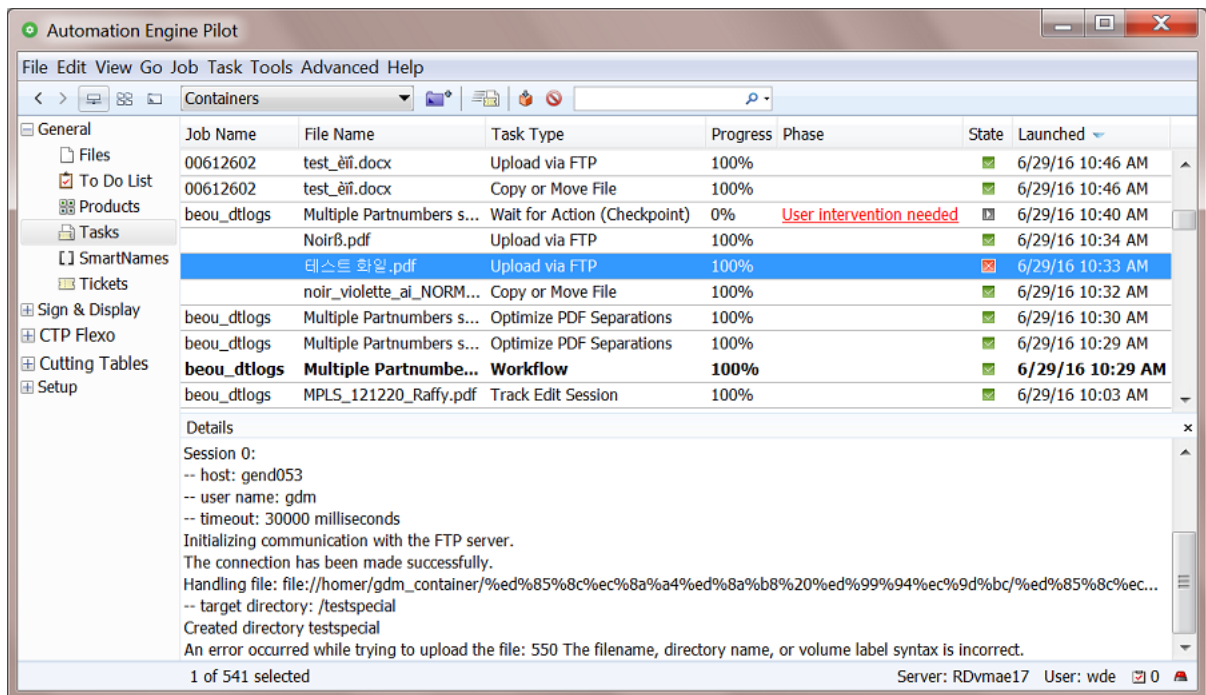 Automation Engine Pilot
File Edit View Go Job Task Tools Advanced Help
Containers
General
Files
To Do List
Products
Tasks
SmartNames
Tickets
Sign & Display
CTP Flexo
Cutting Tables
Setup
Job Name File Name Task Type Progress Phase State Launched
00612602 test_èïî.docx Upload via FTP 100% 6/29/16 10:46 AM
00612602 test_èïî.docx Copy or Move File 100% 6/29/16 10:46 AM
beou_dtlogs Multiple Partnumbers s... Wait for Action (Checkpoint) 0% User intervention needed 6/29/16 10:40 AM
Noirß.pdf Upload via FTP 100% 6/29/16 10:34 AM
테스트 화일.pdf Upload via FTP 100% 6/29/16 10:33 AM
noir_violette_ai_NORM... Copy or Move File 100% 6/29/16 10:32 AM
beou_dtlogs Multiple Partnumbers s... Optimize PDF Separations 100% 6/29/16 10:30 AM
beou_dtlogs Multiple Partnumbers s... Optimize PDF Separations 100% 6/29/16 10:29 AM
beou_dtlogs Multiple Partnumbe... Workflow 100% 6/29/16 10:29 AM
beou_dtlogs MPLS_121220_Raffy.pdf Track Edit Session 100% 6/29/16 10:03 AM
Details
Session 0:
-- host: gend053
-- user name: gdm
-- timeout: 30000 milliseconds
Initializing communication with the FTP server.
The connection has been made successfully.
Handling file: file://homer/gdm_container/%ed%85%8c%ec%8a%a4%ed%8a%b8%20%ed%99%94%ec%9d%bc/%ed%85%8c%ec...
-- target directory: /testspecial
Created directory testspecial
An error occurred while trying to upload the file: 550 The filename, directory name, or volume label syntax is incorrect.
1 of 541 selected Server: RDvmae17 User: wde 0